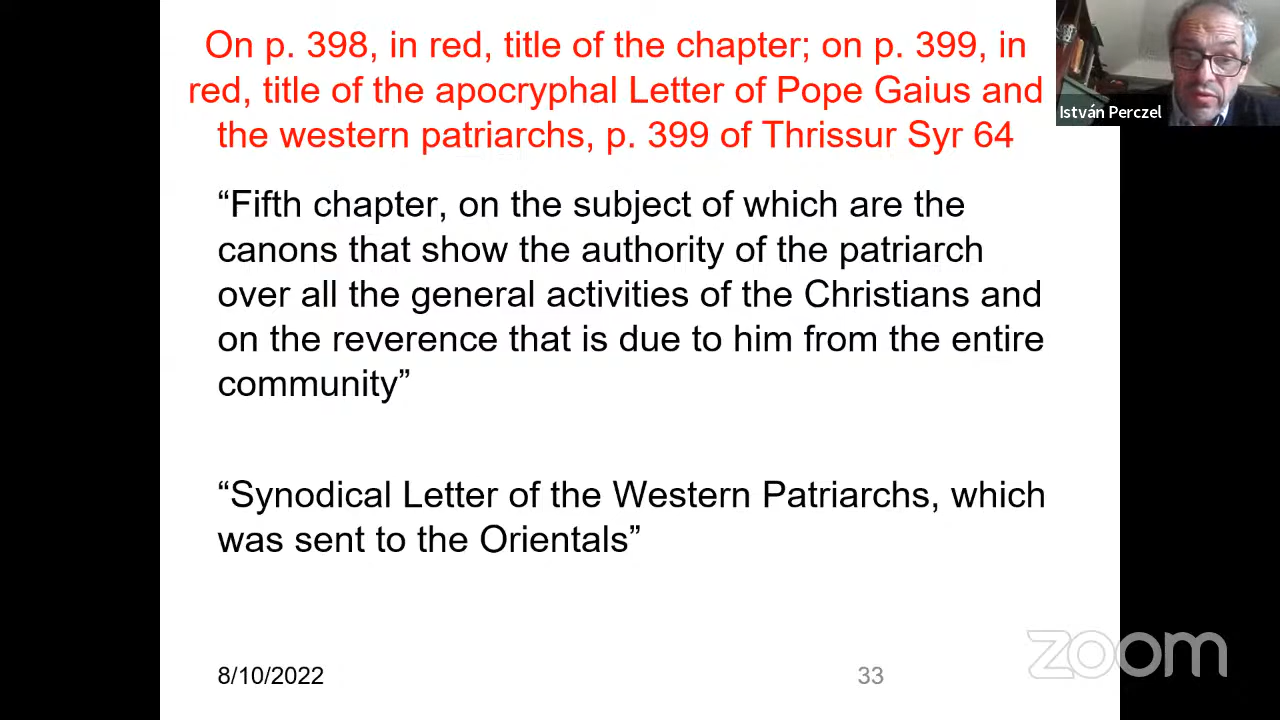 On p. 398, in red, title of the chapter; on p. 399, in
red, title of the apocryphal Letter of Pope Gaius and
the western patriarchs, p. 399 of Thrissur Syr 64
István Perczel
“Fifth chapter, on the subject of which are the
canons that show the authority of the patriarch
over all the general activities of the Christians and
on the reverence that is due to him from the entire
community”
“Synodical Letter of the Western Patriarchs, which
was sent to the Orientals”
8/10/2022
33
zoom